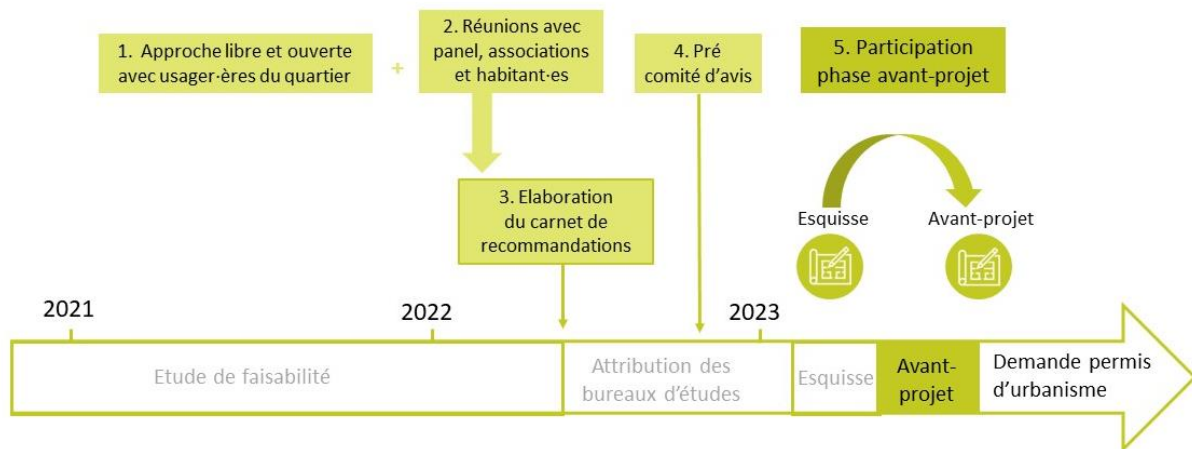 1. Approche libre et ouverte
avec usager·ères du quartier
+
2. Réunions avec
panel, associations
et habitant·es
4. Pré
comité d’avis
5. Participation
phase avant-projet
3. Elaboration
du carnet de
recommandations
Esquisse
Avant-projet
2021
2022
2023
Etude de faisabilité
Attribution des
bureaux d’études
Esquisse
Avant-
projet
Demande permis
d’urbanisme